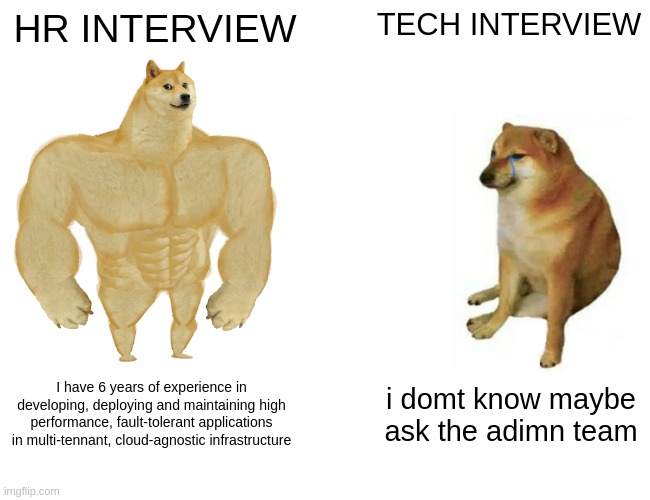 HR INTERVIEW
TECH INTERVIEW
I have 6 years of experience in
developing, deploying and maintaining high
performance, fault-tolerant applications
in multi-tennant, cloud-agnostic infrastructure
i domt know maybe
ask the adimn team
imgflip.com